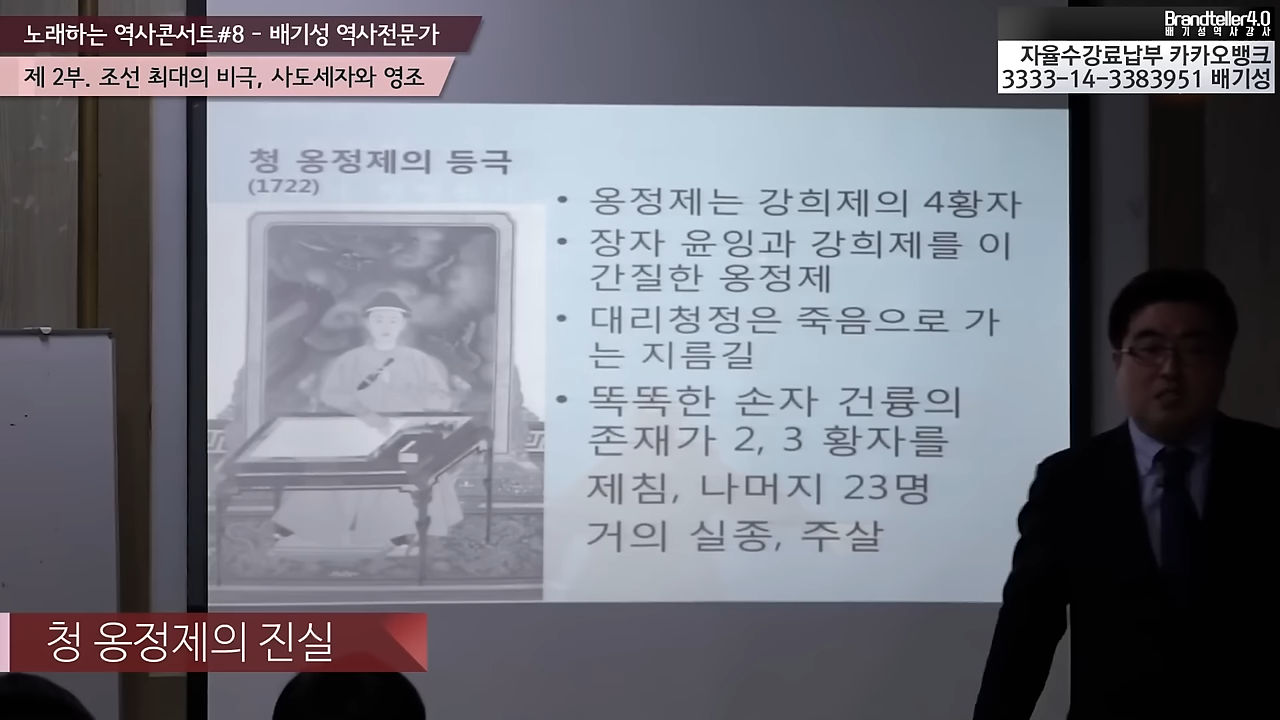 노래하는 역사콘서트#8 - 배기성 역사전문가
제 2부. 조선 최대의 비극, 사도세자와 영조
Brandteller4.0
배기성역사강사
자율수강료납부 카카오뱅크
3333-14-3383951 배기성
청 옹정제의 등극
(1722)
• 옹정제는 강희제의 4황자
• 장자 윤잉과 강희제를 이
간질한 옹정제
• 대리청정은 죽음으로 가
는 지름길
• 똑똑한 손자 건륭의
존재가 2, 3 황자를
제침, 나머지 23명
거의 실종, 주살
청 옹정제의 진실